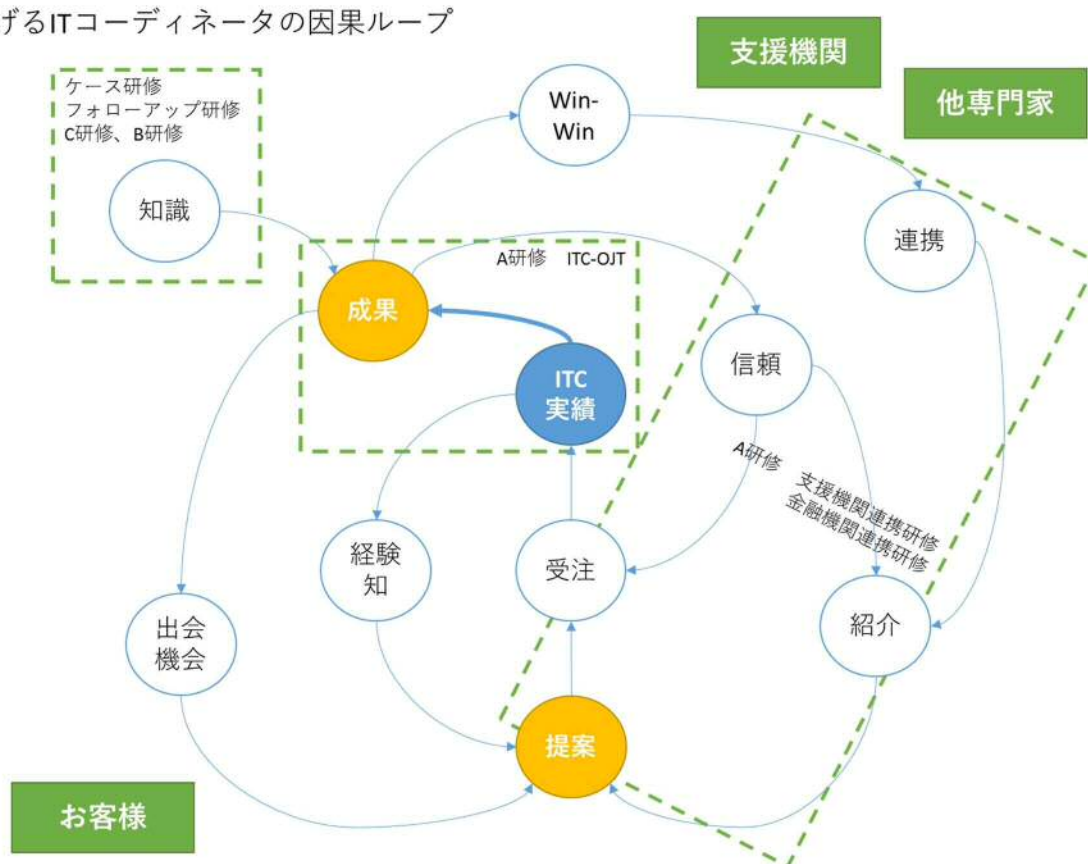 げるITコーディネータの因果ループ
支援機関
他専門家
ケース研修
フォローアップ研修
C研修、B研修
知識
Win-
Win
連携
A研修 ITC-OJT
成果
ITC
実績
信頼
A研修
支援機関連携研修
金融機関連携研修
経験
知
受注
出会
機会
紹介
提案
お客様